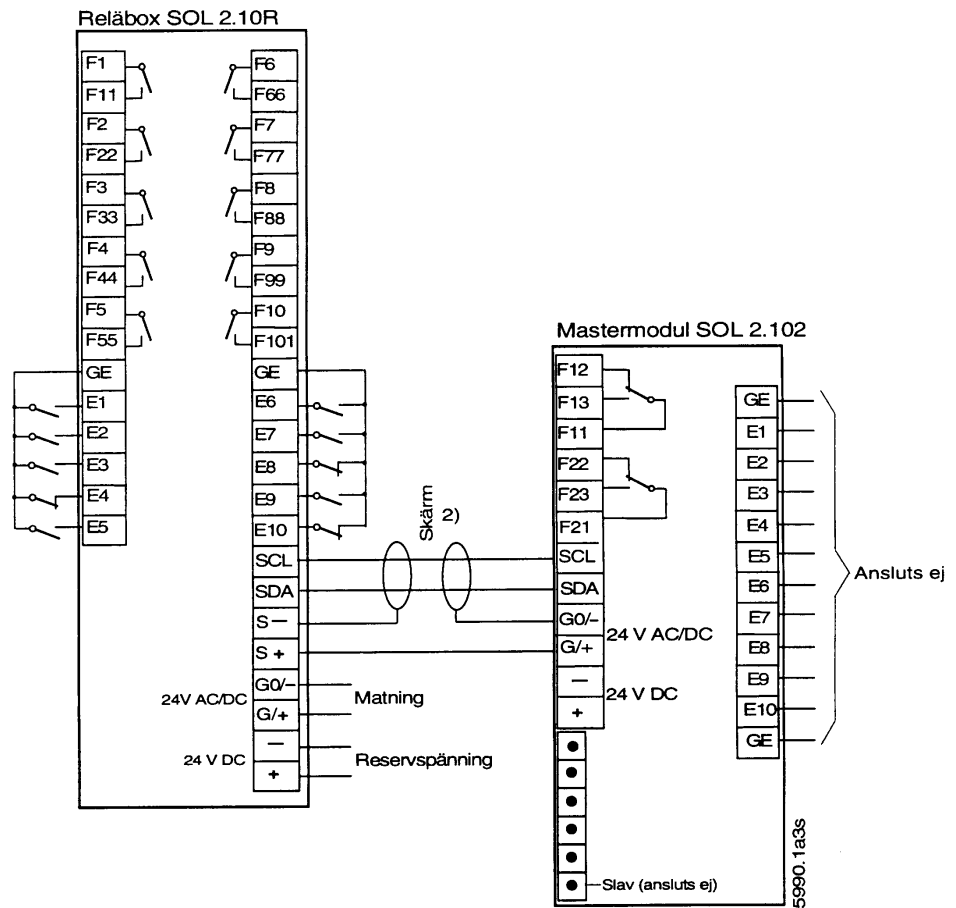 Reläbox SOL 2.10R
F1
F11
F2
F22
F3
F33
F4
F44
F5
F55
GE
E1
E2
E3
E4
E5
F6
F66
F7
F77
F8
F88
F9
F99
F10
F101
GE
E6
E7
E8
E9
E10
SCL
SDA
S −
S +
G0/-
G/+
−
+
24V AC/DC
24 V DC
Matning
Reservspänning
Skärm 2)
Mastermodul SOL 2.102
F12
F13
F11
F22
F23
F21
SCL
SDA
G0/-
G/+
−
+
24 V AC/DC
24 V DC
Slav (ansluts ej)
GE
E1
E2
E3
E4
E5
E6
E7
E8
E9
E10
GE
Ansluts ej
5990.1a3s